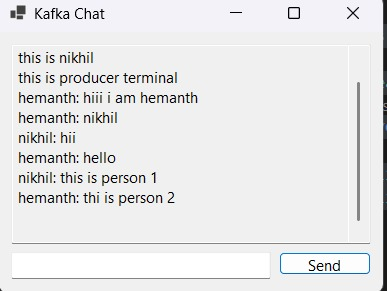 Kafka Chat
this is nikhil
this is producer terminal
hemanth: hiii i am hemanth
hemanth: nikhil
nikhil: hii
hemanth: hello
nikhil: this is person 1
hemanth: thi is person 2
Send